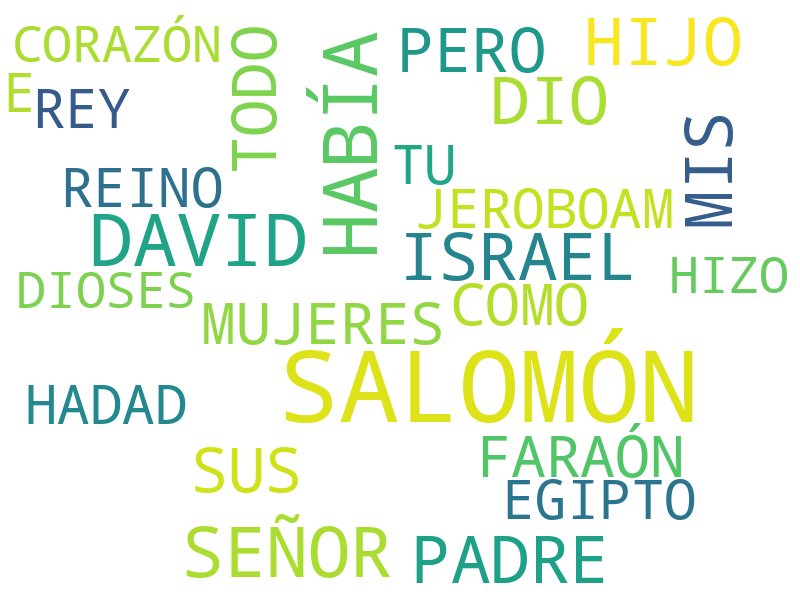 CORAZÓN
TODO
HABÍA
PERO
HIJO
E
REY
DIO
MIS
TU
REINO
JEROBOAM
DAVID
ISRAEL
HIZO
DIOSES
MUJERES
COMO
SALOMÓN
HADAD
SUS
FARAÓN
EGIPTO
SEÑOR
PADRE